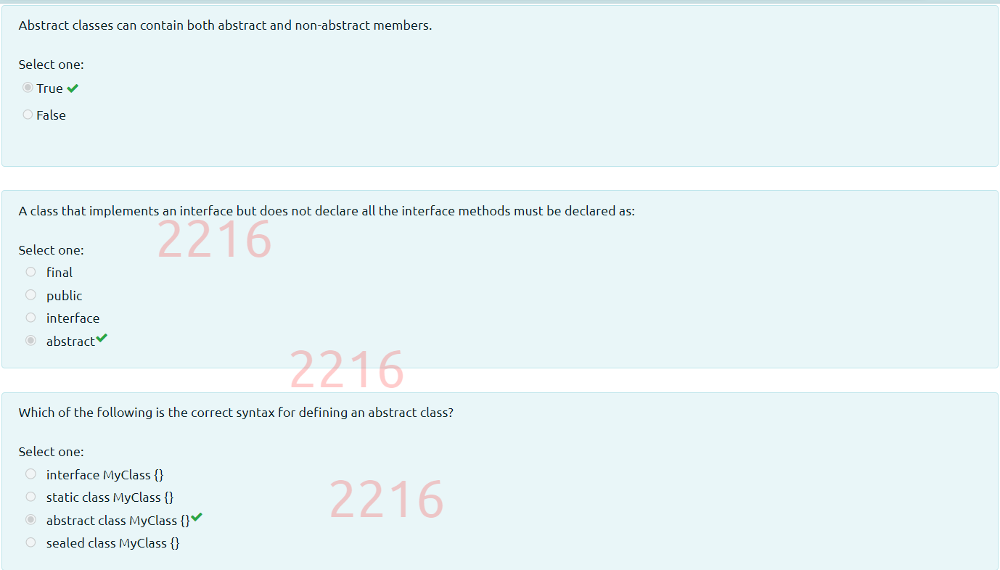 Abstract classes can contain both abstract and non-abstract members.
Select one:
True
False
A class that implements an interface but does not declare all the interface methods must be declared as:
2216
Select one:
final
public
interface
abstract
2216
Which of the following is the correct syntax for defining an abstract class?
Select one:
interface MyClass {}
static class MyClass {}
2216
abstract class MyClass {}
sealed class MyClass {}